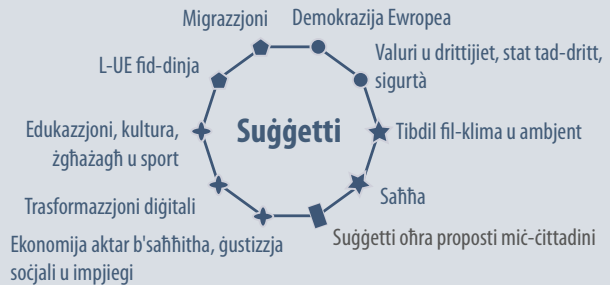 Migrazzjoni
Demokrazija Ewropea
L-UE fid-dinja
Valuri u drittijiet, stat tad-dritt,
sigurtà
Edukazzjoni, kultura,
żgħażagħ u sport
Suġġetti
Tibdil fil-klima u ambjent
Trasformazzjoni diġitali
Saħħa
Ekonomija aktar b'saħħitha, ġustizzja
soċjali u impjiegi
Suġġetti oħra proposti miċ-ċittadini